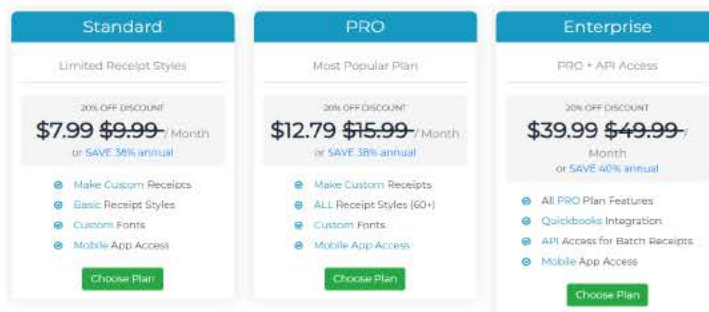 Standard
Limited Receipt Styles
20% OFF DISCOUNT
$7.99 $9.99 / Month
or SAVE 38% annual
Make Custom Receipts
Basic Receipt Styles
Custom Fonts
Mobile App Access
Choose Plan
PRO
Most Popular Plan
20% OFF DISCOUNT
$12.79 $15.99 / Month
or SAVE 38% annual
Make Custom Receipts
ALL Receipt Styles (60+)
Custom Fonts
Mobile App Access
Choose Plan
Enterprise
PRO + API Access
20% OFF DISCOUNT
$39.99 $49.99 /
Month
or SAVE 40% annual
All PRO Plan Features
Quickbooks Integration
API Access for Batch Receipts
Mobile App Access
Choose Plan